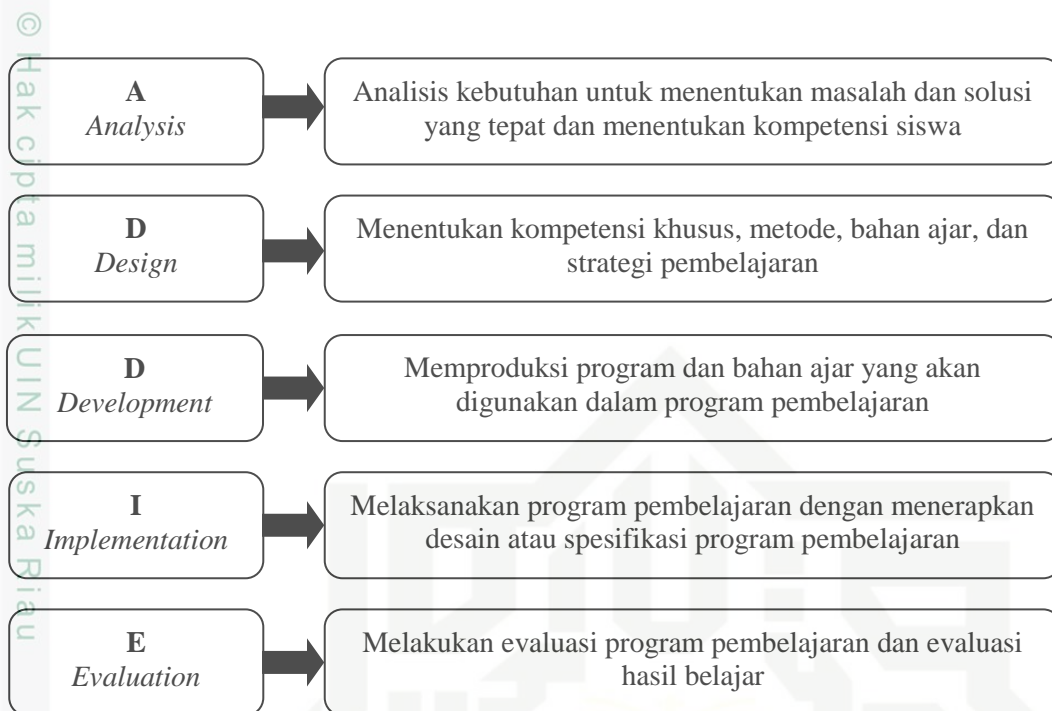 © Hak cipta milik UIN Suska Riau
A
Analysis
Analisis kebutuhan untuk menentukan masalah dan solusi
yang tepat dan menentukan kompetensi siswa
D
Design
Menentukan kompetensi khusus, metode, bahan ajar, dan
strategi pembelajaran
D
Development
Memproduksi program dan bahan ajar yang akan
digunakan dalam program pembelajaran
I
Implementation
Melaksanakan program pembelajaran dengan menerapkan
desain atau spesifikasi program pembelajaran
E
Evaluation
Melakukan evaluasi program pembelajaran dan evaluasi
hasil belajar